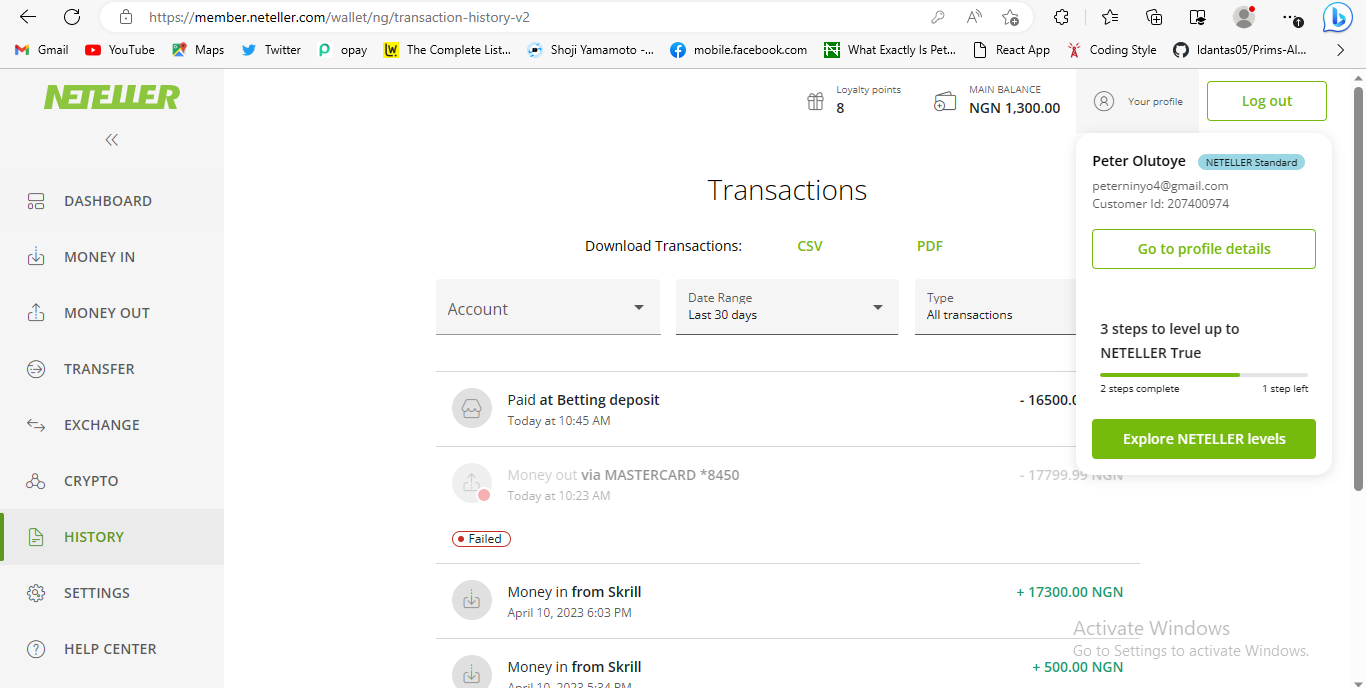 https://member.neteller.com/wallet/ng/transaction-history-v2
Gmail YouTube Maps Twitter opay The Complete List... Shoji Yamamoto -... mobile.facebook.com What Exactly Is Pet... React App Coding Style Idantas05/Prims-Al...
NETELLER
Loyalty points
8
MAIN BALANCE
NGN 1,300.00
Your profile
Log out
DASHBOARD
MONEY IN
MONEY OUT
TRANSFER
EXCHANGE
CRYPTO
HISTORY
SETTINGS
HELP CENTER
Transactions
Download Transactions: CSV PDF
Account
Date Range
Last 30 days
Type
All transactions
Paid at Betting deposit
- 16500.0
Today at 10:45 AM
Money out via MASTERCARD *8450
- 17799.99 NGN
Today at 10:23 AM
Failed
Money in from Skrill
+ 17300.00 NGN
April 10, 2023 6:03 PM
Money in from Skrill
+ 500.00 NGN
April 10, 2023 5:34 PM
Peter Olutoye NETELLER Standard
peterninyo4@gmail.com
Customer Id: 207400974
Go to profile details
3 steps to level up to
NETELLER True
2 steps complete 1 step left
Explore NETELLER levels
Activate Windows
Go to Settings to activate Windows.